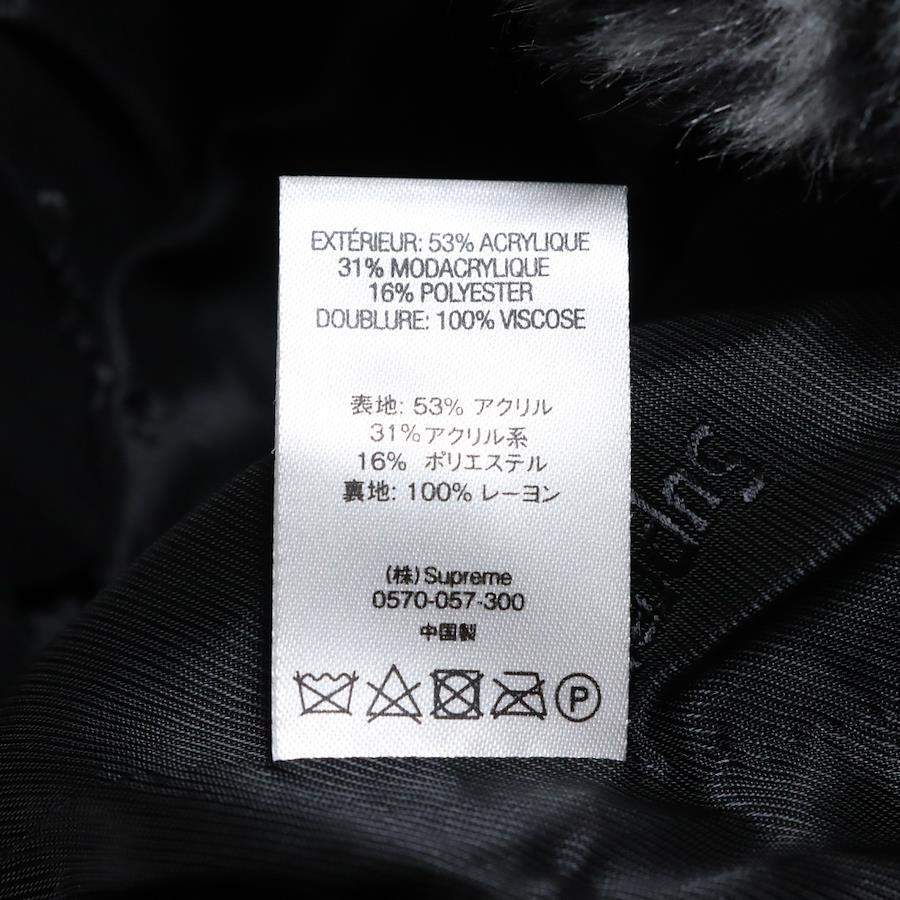 EXTÉRIEUR: 53% ACRYLIQUE
31% MODACRYLIQUE
16% POLYESTER
DOUBLURE: 100% VISCOSE
表地: 53% アクリル
31%アクリル系
16% ポリエステル
裏地: 100% レーヨン
(株)Supreme
0570-057-300
中国製
P
Supreme